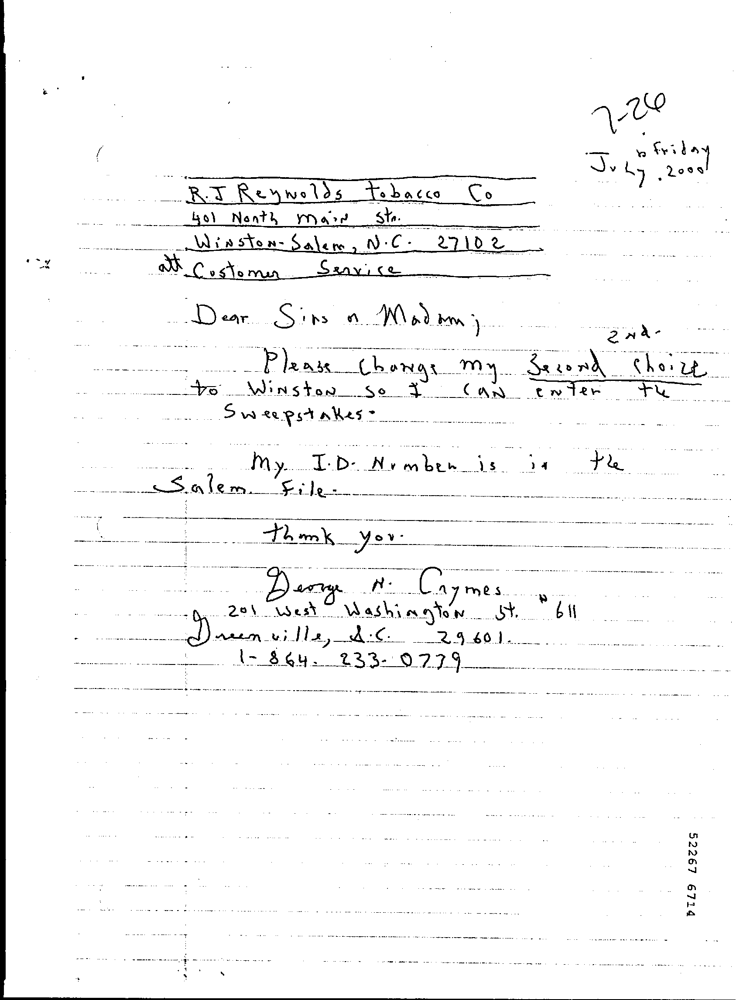 7-26
Friday
July, 2000
R.J Reynolds tobacco Co
401 North main Str.
Winston-Salem, N.C. 27102
att Costomer Service
Dear Sirs or Madam;
2nd-
Please Change my Second Choice
to Winston so I can enter the
Sweepstakes.
My I.D. Number is in the
Salem File.
thank you.
George N. Crymes
201 West Washington St. #611
Greenville, S.C. 29601.
1-864. 233-0779
52267 6714